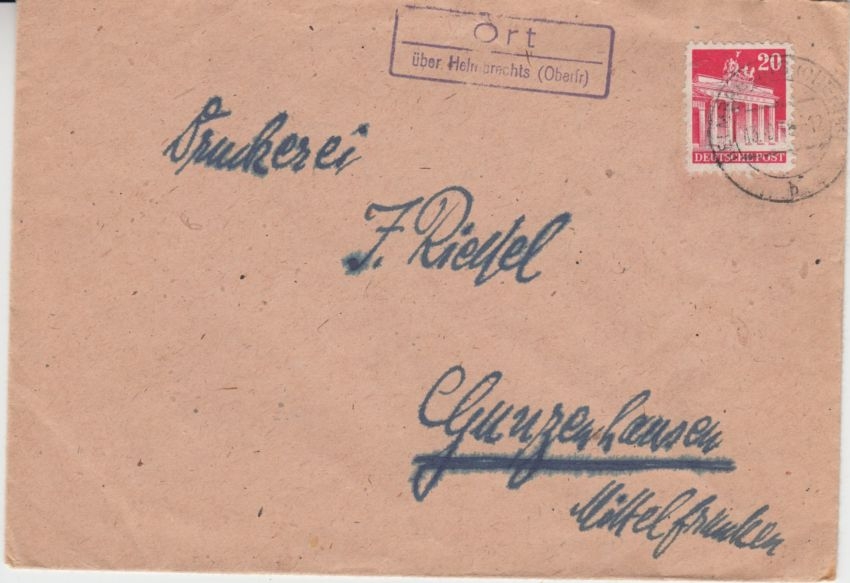 Ort
über Helmbrechts (Oberfr)
20
DEUTSCHE POST
b
Druckerei
J. Riedel
Gunzenhausen
Mittelfranken